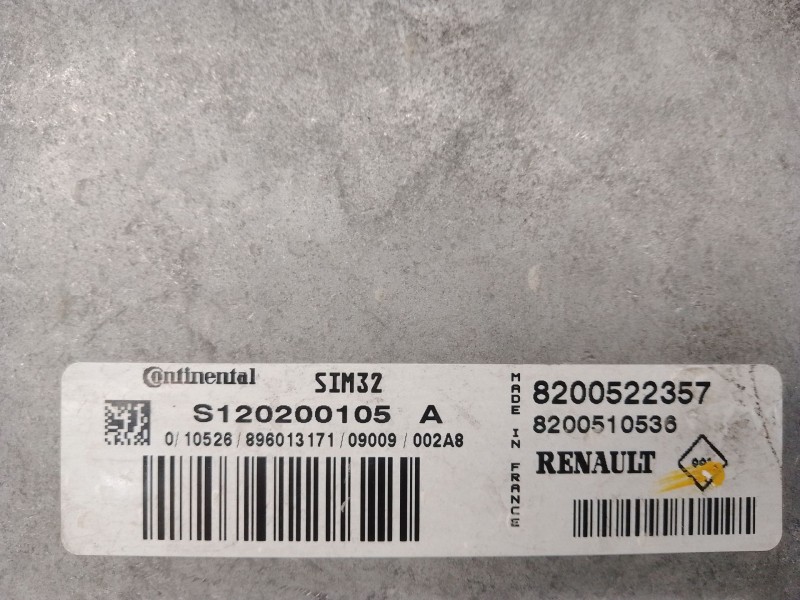 Continental SIM32
S120200105 A
0/10526/896013171/09009/002A8
MADE IN FRANCE
8200522357
8200510536
RENAULT